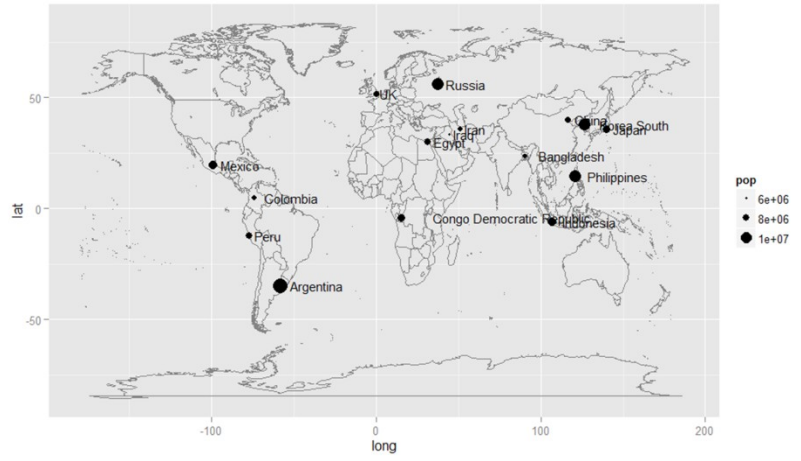 50
0
-50
lat
-100
0
100
200
long
Russia
UK
China
Korea South
Japan
Iran
Iraq
Egypt
Bangladesh
Mexico
Philippines
Colombia
Congo Democratic Republic
Indonesia
Peru
Argentina
pop
6e+06
8e+06
1e+07